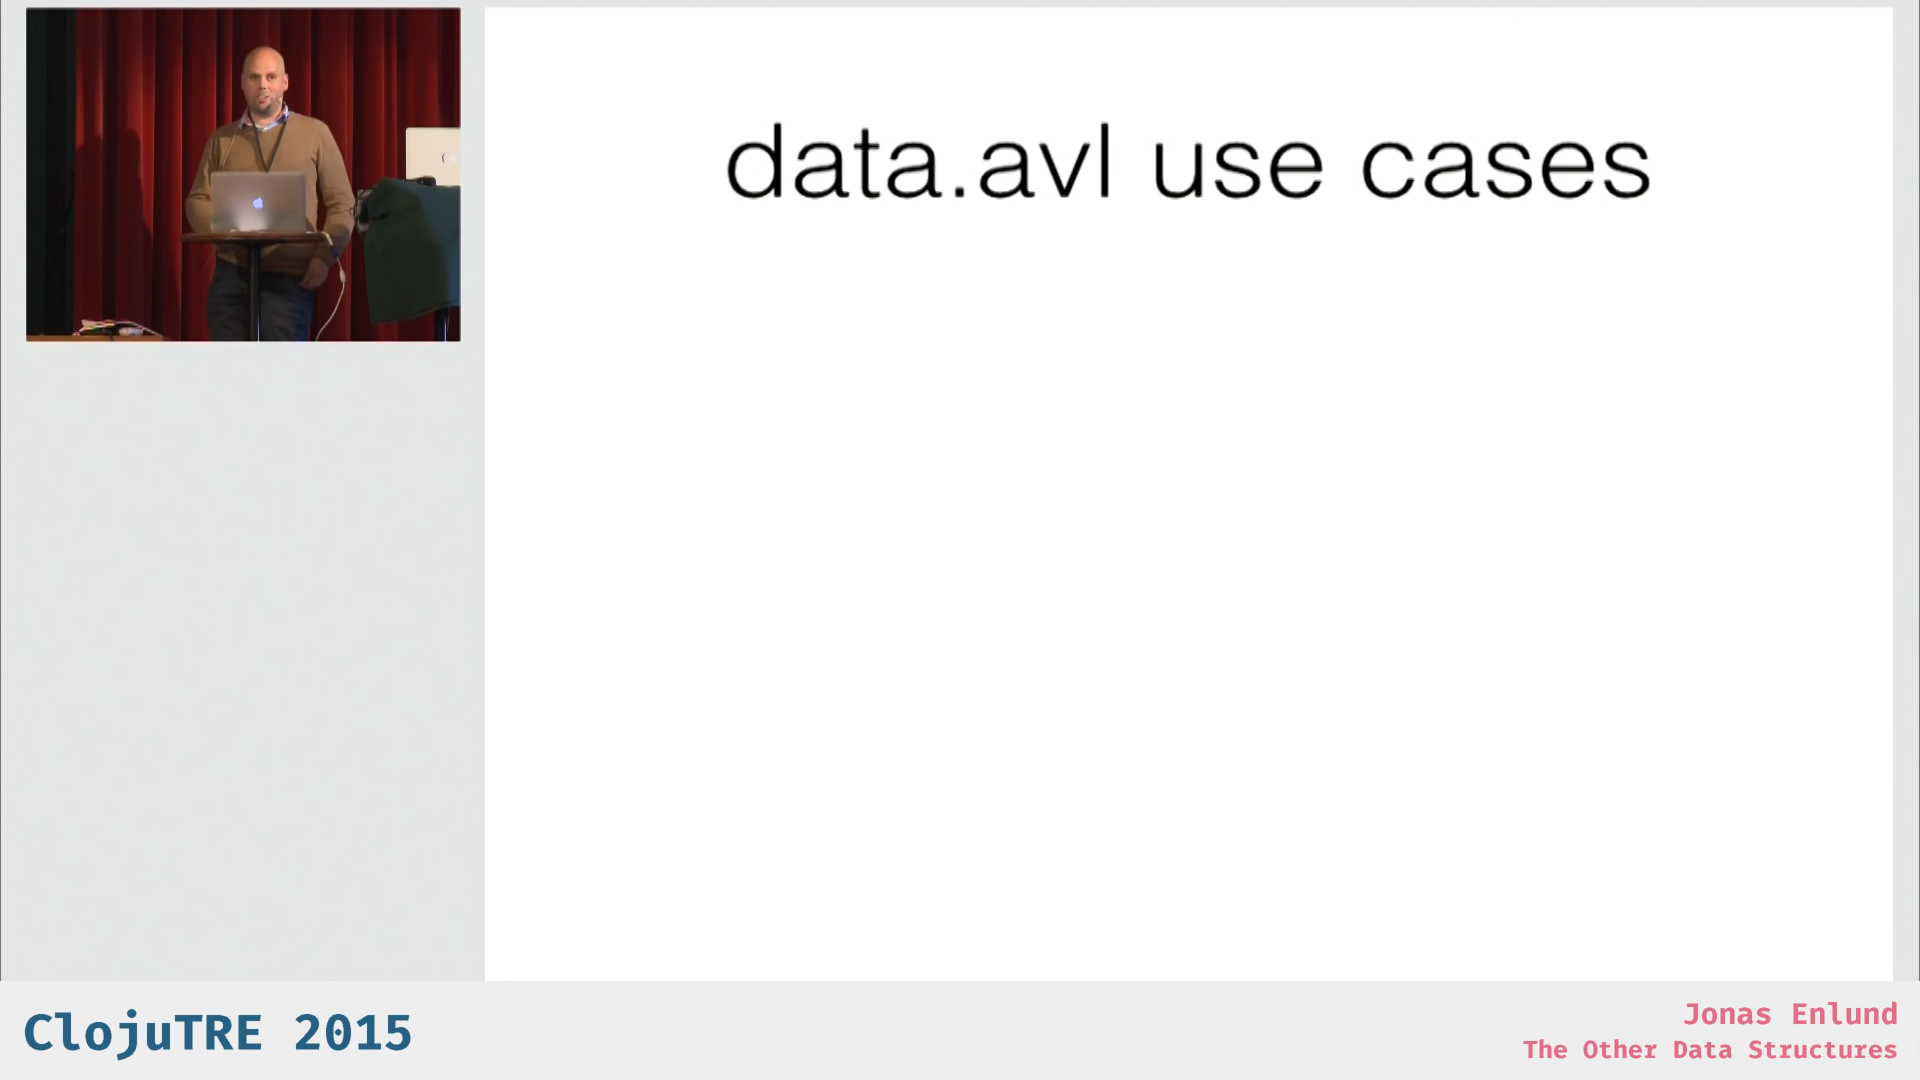 data.avl use cases
ClojuTRE 2015
Jonas Enlund
The Other Data Structures